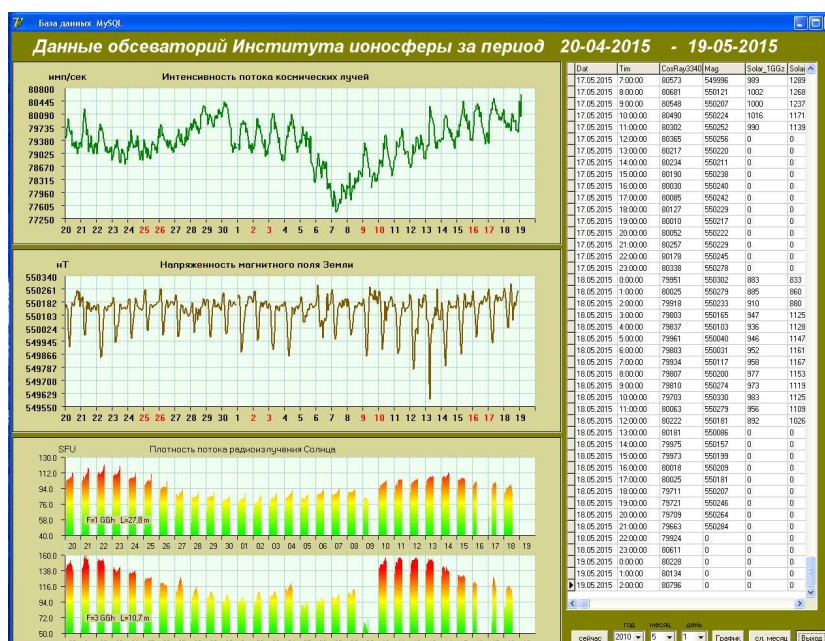 База данных MySQL
Данные обсеваторий Института ионосферы за период 20-04-2015 - 19-05-2015
имп/сек Интенсивность потока космических лучей
80800
80445
80090
79735
79380
79025
78670
78315
77960
77605
77250
20 21 22 23 24 25 26 27 28 29 30 1 2 3 4 5 6 7 8 9 10 11 12 13 14 15 16 17 18 19
нТ Напряженность магнитного поля Земли
550340
550261
550182
550103
550024
549945
549866
549787
549708
549629
549550
20 21 22 23 24 25 26 27 28 29 30 1 2 3 4 5 6 7 8 9 10 11 12 13 14 15 16 17 18 19
SFU Плотность потока радиоизлучения Солнца
130.0
112.0
94.0
76.0
58.0
40.0
F=1 GGh L=27,8 m
20 21 22 23 24 25 26 27 28 29 30 01 02 03 04 05 06 07 08 09 10 11 12 13 14 15 16 17 18 19
160.0
138.0
116.0
94.0
72.0
50.0
F=3 GGh L=10,7 m
Dat Tim CosRay3340 Mag Solar_1GGz Solar
17.05.2015 7:00:00 80573 549996 989 1289
17.05.2015 8:00:00 80681 550121 1002 1268
17.05.2015 9:00:00 80548 550207 1000 1237
17.05.2015 10:00:00 80490 550224 1016 1171
17.05.2015 11:00:00 80302 550252 990 1139
17.05.2015 12:00:00 80365 550256 0 0
17.05.2015 13:00:00 80217 550220 0 0
17.05.2015 14:00:00 80234 550211 0 0
17.05.2015 15:00:00 80190 550238 0 0
17.05.2015 16:00:00 80030 550240 0 0
17.05.2015 17:00:00 80085 550242 0 0
17.05.2015 18:00:00 80127 550229 0 0
17.05.2015 19:00:00 80010 550217 0 0
17.05.2015 20:00:00 80052 550222 0 0
17.05.2015 21:00:00 80257 550229 0 0
17.05.2015 22:00:00 80178 550245 0 0
17.05.2015 23:00:00 80338 550278 0 0
18.05.2015 0:00:00 79951 550302 883 833
18.05.2015 1:00:00 80025 550279 885 860
18.05.2015 2:00:00 79918 550233 910 880
18.05.2015 3:00:00 79803 550165 947 1125
18.05.2015 4:00:00 79837 550103 936 1128
18.05.2015 5:00:00 79961 550040 946 1147
18.05.2015 6:00:00 79803 550031 952 1161
18.05.2015 7:00:00 79934 550117 958 1167
18.05.2015 8:00:00 79807 550200 977 1153
18.05.2015 9:00:00 79810 550274 973 1119
18.05.2015 10:00:00 79703 550330 983 1125
18.05.2015 11:00:00 80063 550279 956 1109
18.05.2015 12:00:00 80222 550181 892 1026
18.05.2015 13:00:00 80181 550086 0 0
18.05.2015 14:00:00 79975 550157 0 0
18.05.2015 15:00:00 79973 550199 0 0
18.05.2015 16:00:00 80018 550209 0 0
18.05.2015 17:00:00 80025 550181 0 0
18.05.2015 18:00:00 79711 550207 0 0
18.05.2015 19:00:00 79721 550246 0 0
18.05.2015 20:00:00 79709 550264 0 0
18.05.2015 21:00:00 79663 550284 0 0
18.05.2015 22:00:00 79924 0 0 0
18.05.2015 23:00:00 80611 0 0 0
19.05.2015 0:00:00 80228 0 0 0
19.05.2015 1:00:00 80134 0 0 0
19.05.2015 2:00:00 80796 0 0 0
год месяц день
сейчас 2010 5 1 График сл. месяц Выход